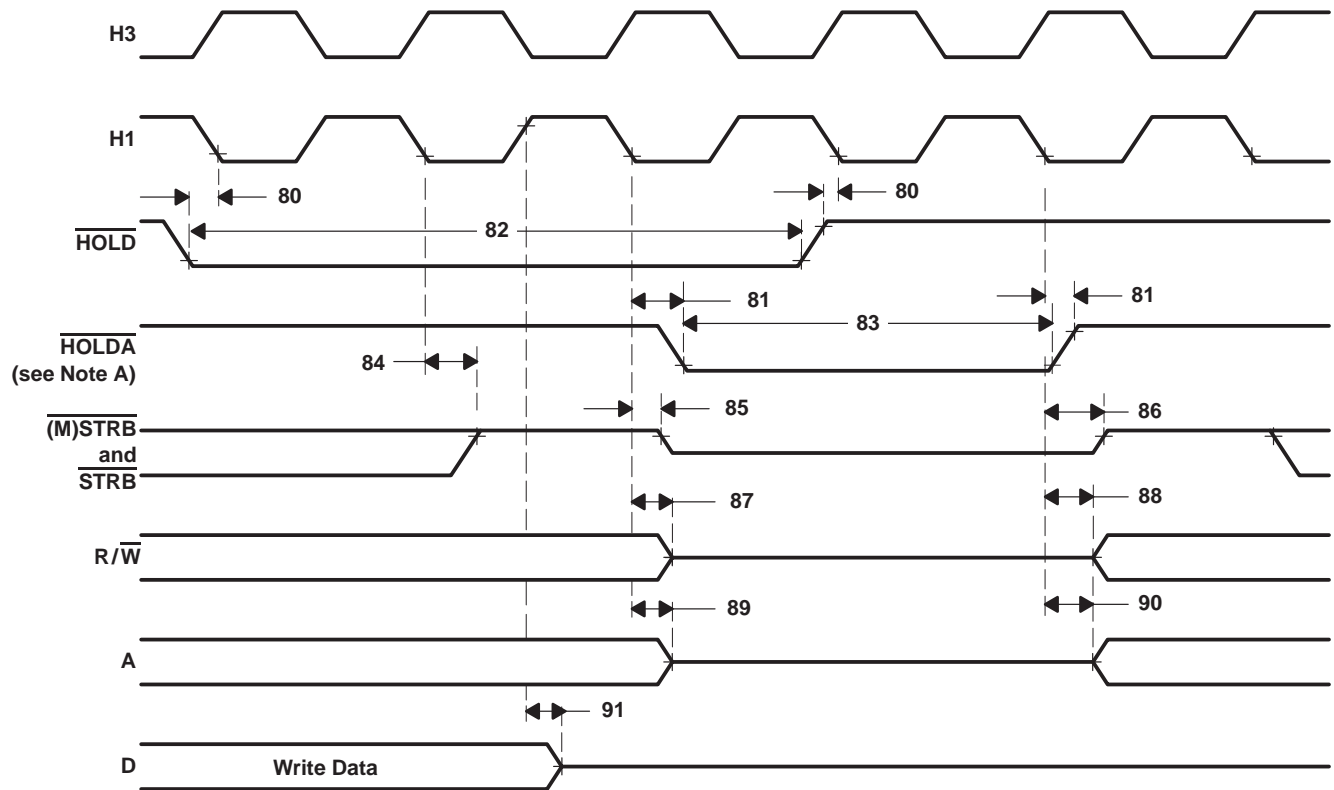 H3
H1
80
80
HOLD
82
81
81
HOLDA
(see Note A)
83
84
85
86
(M)STRB
and
STRB
87
88
R/W
89
90
A
91
D
Write Data